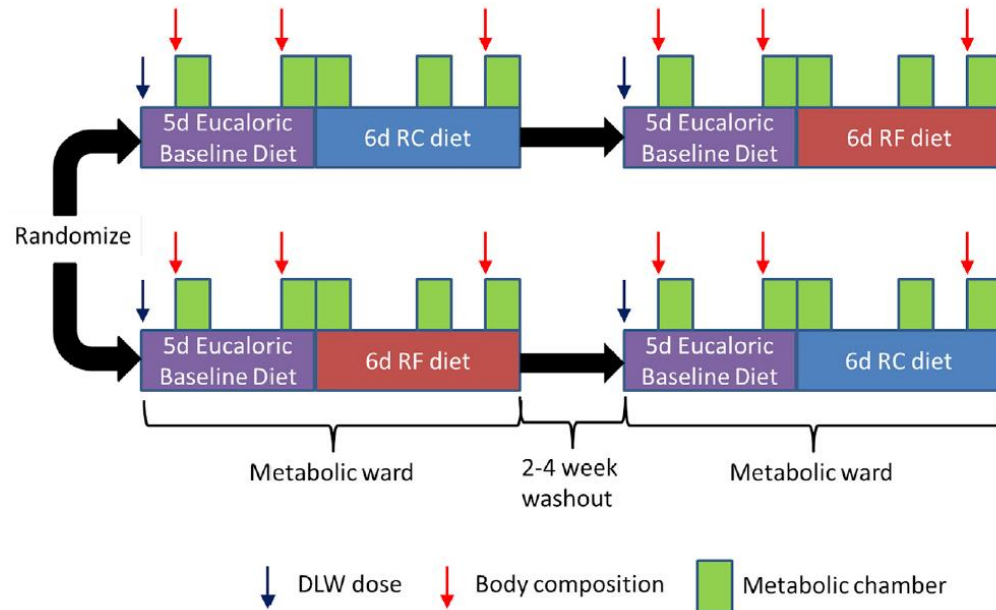 5d Eucaloric
Baseline Diet
6d RC diet
5d Eucaloric
Baseline Diet
6d RF diet
Randomize
5d Eucaloric
Baseline Diet
6d RF diet
5d Eucaloric
Baseline Diet
6d RC diet
Metabolic ward
2-4 week
washout
Metabolic ward
DLW dose
Body composition
Metabolic chamber